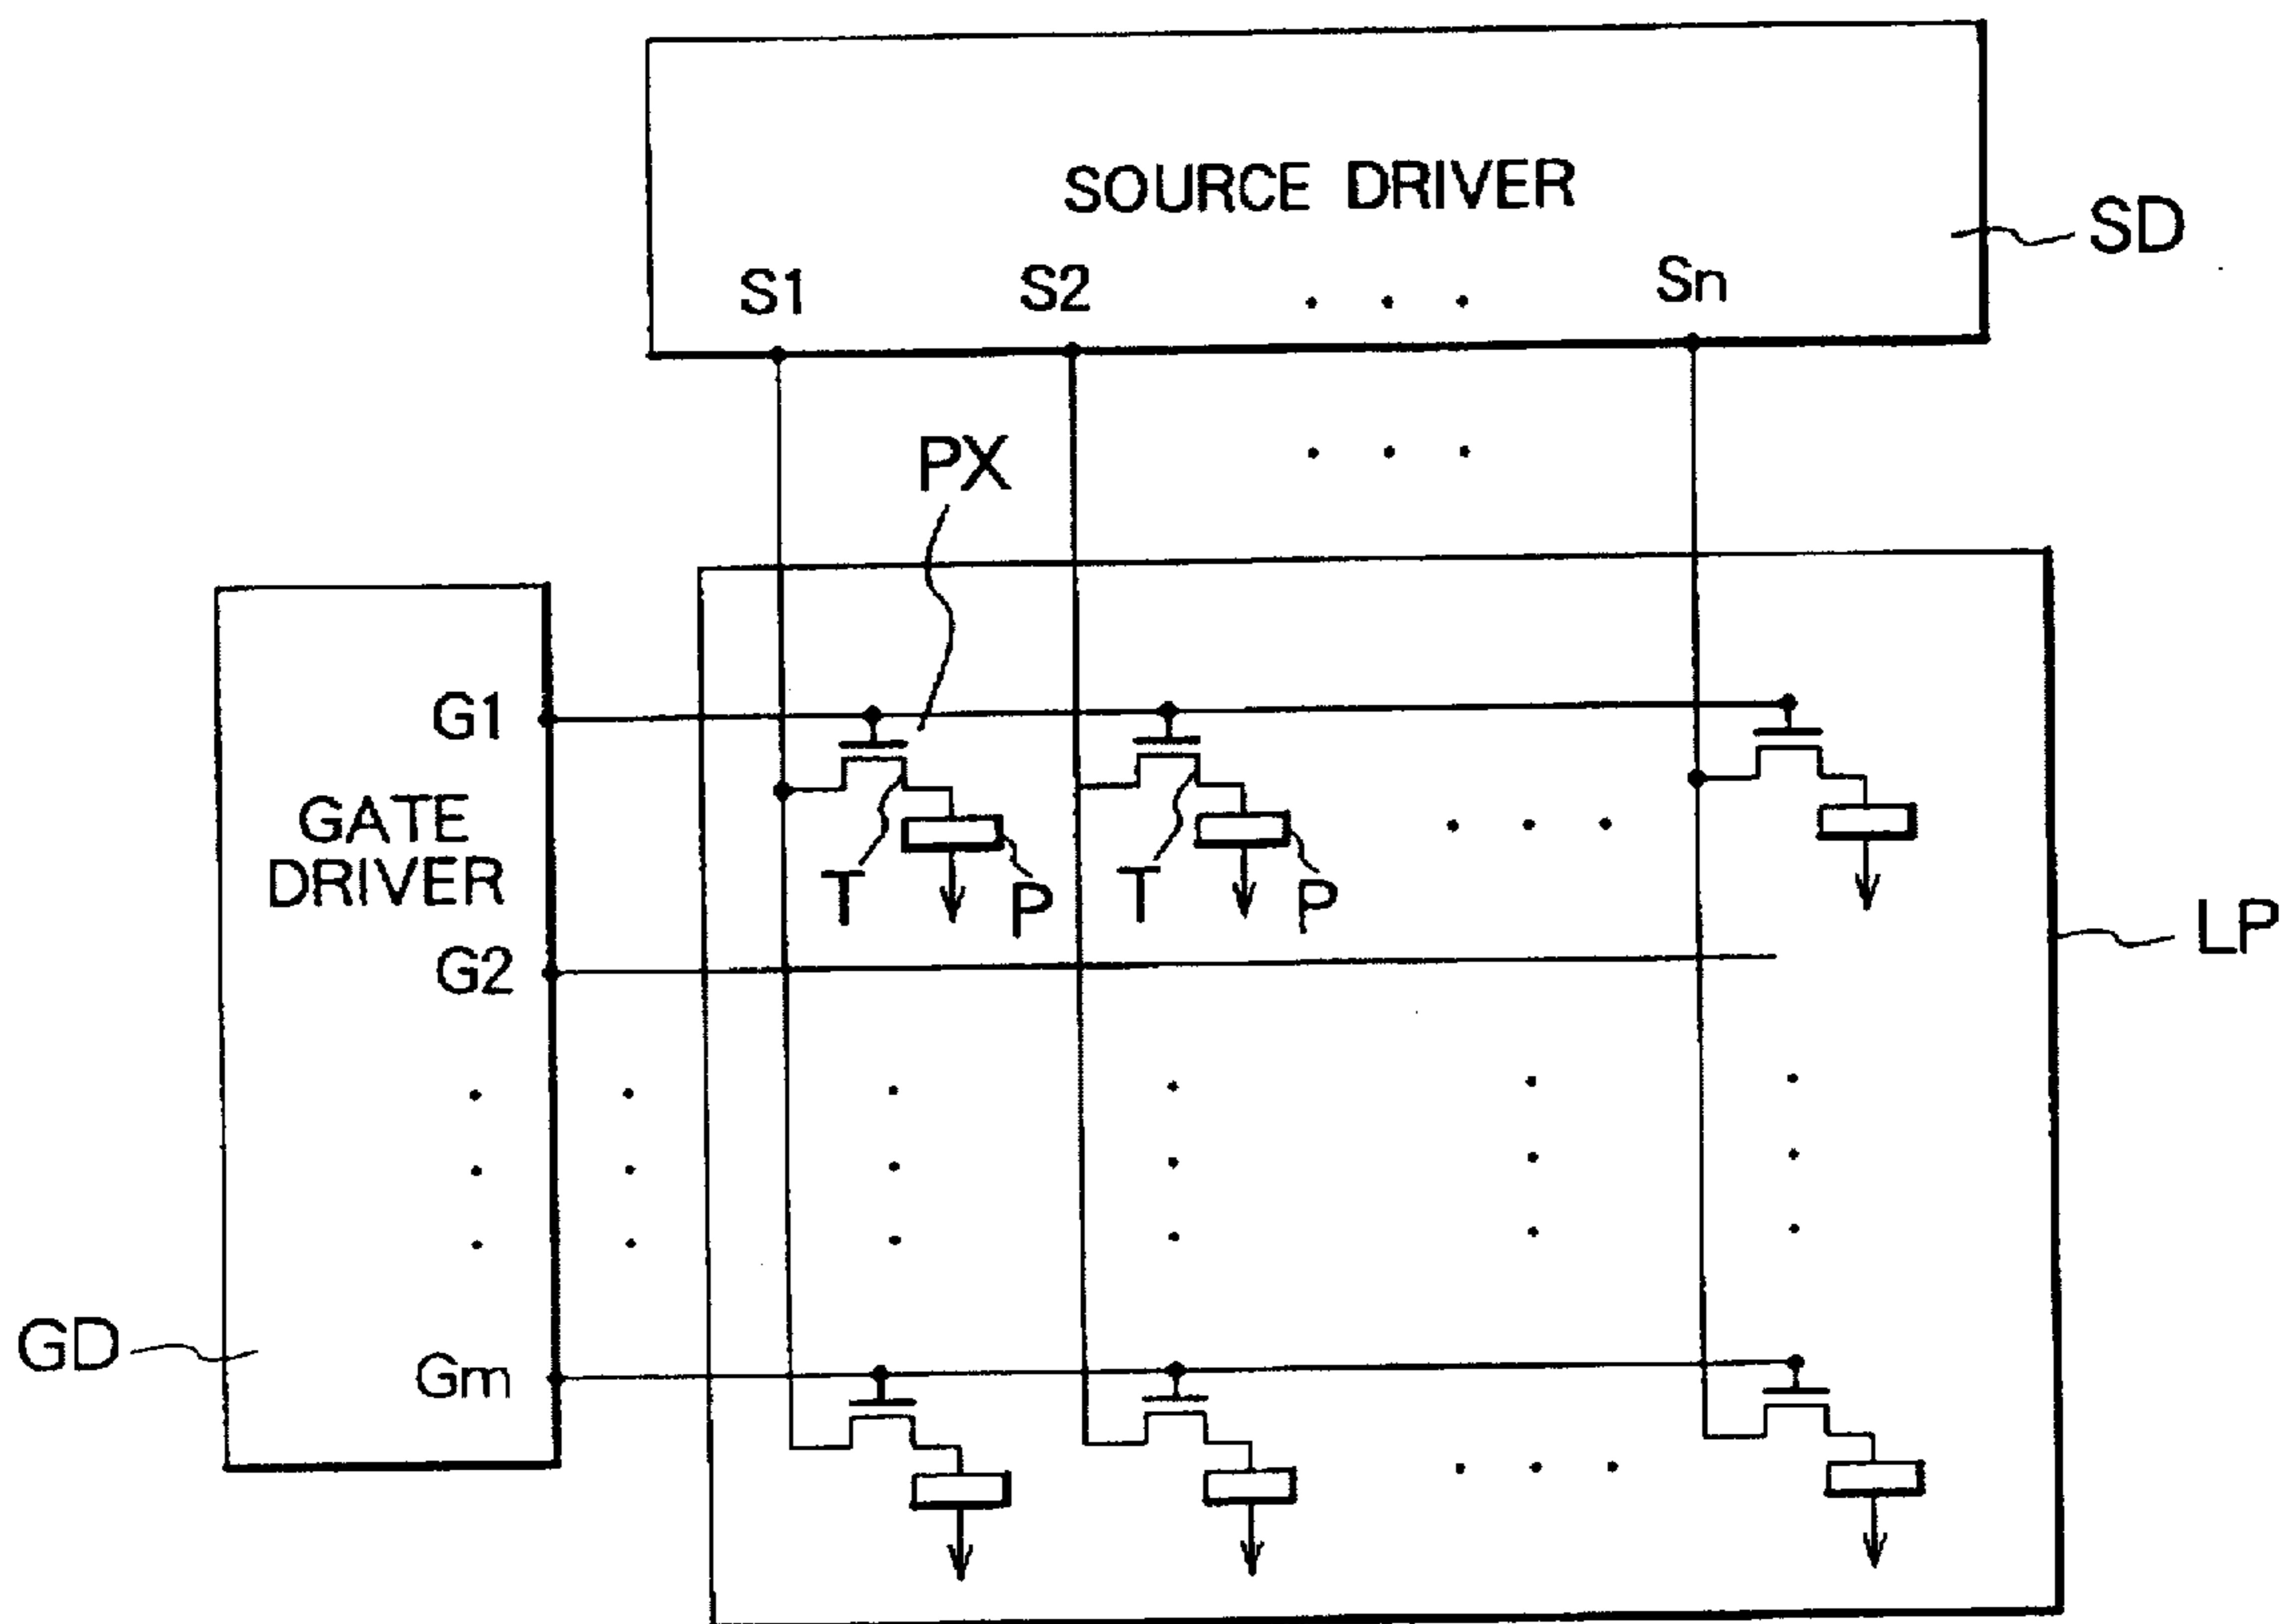 SOURCE DRIVER
SD
S1 S2 . . . Sn
. . .
PX
G1
GATE
DRIVER
T P T P . . .
LP
G2
GD
Gm
. . .